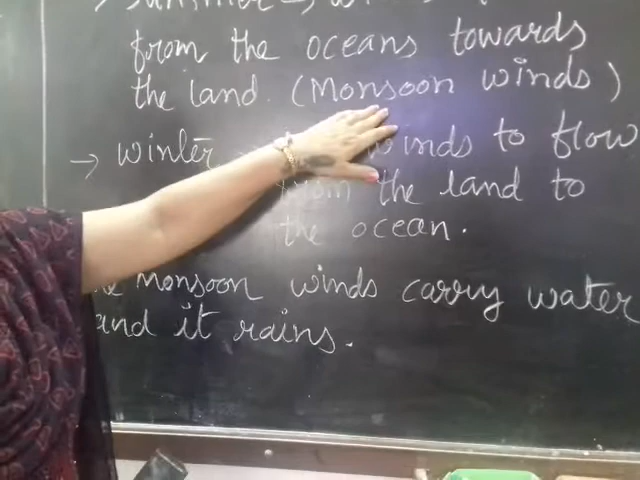 from the oceans towards
the land. (Monsoon winds)
→ winter winds to flow
from the land to
the ocean.
Monsoon winds carry water
and it rains.